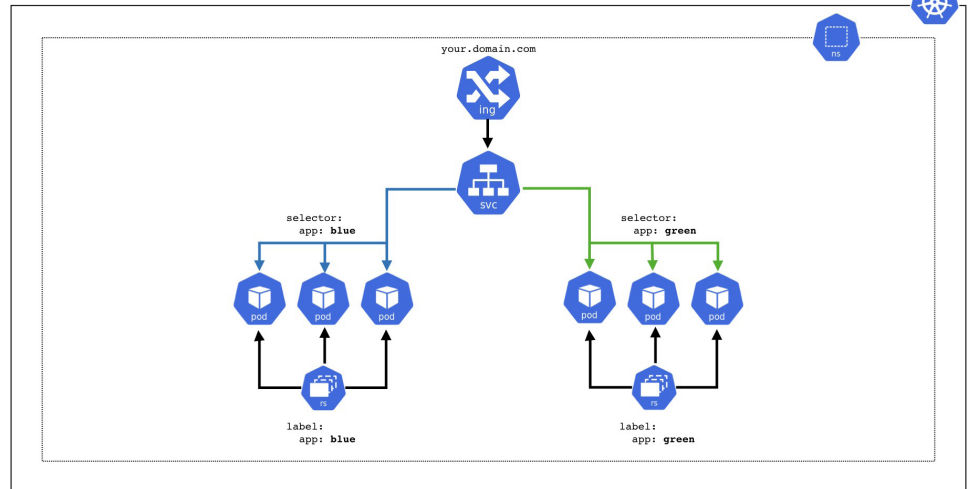 ns
your.domain.com
ing
svc
selector:
app: blue
selector:
app: green
pod
pod
pod
pod
pod
pod
rs
rs
label:
app: blue
label:
app: green